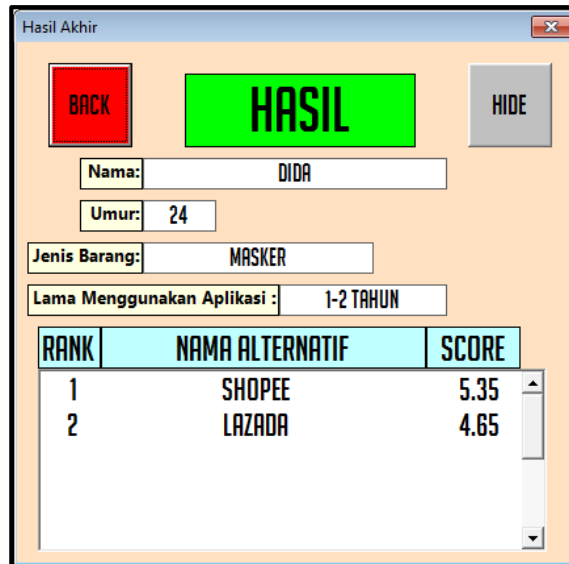 Hasil Akhir
BACK
HASIL
HIDE
Nama: DIDA
Umur: 24
Jenis Barang: MASKER
Lama Menggunakan Aplikasi : 1-2 TAHUN
RANK NAMA ALTERNATIF SCORE
1 SHOPEE 5.35
2 LAZADA 4.65